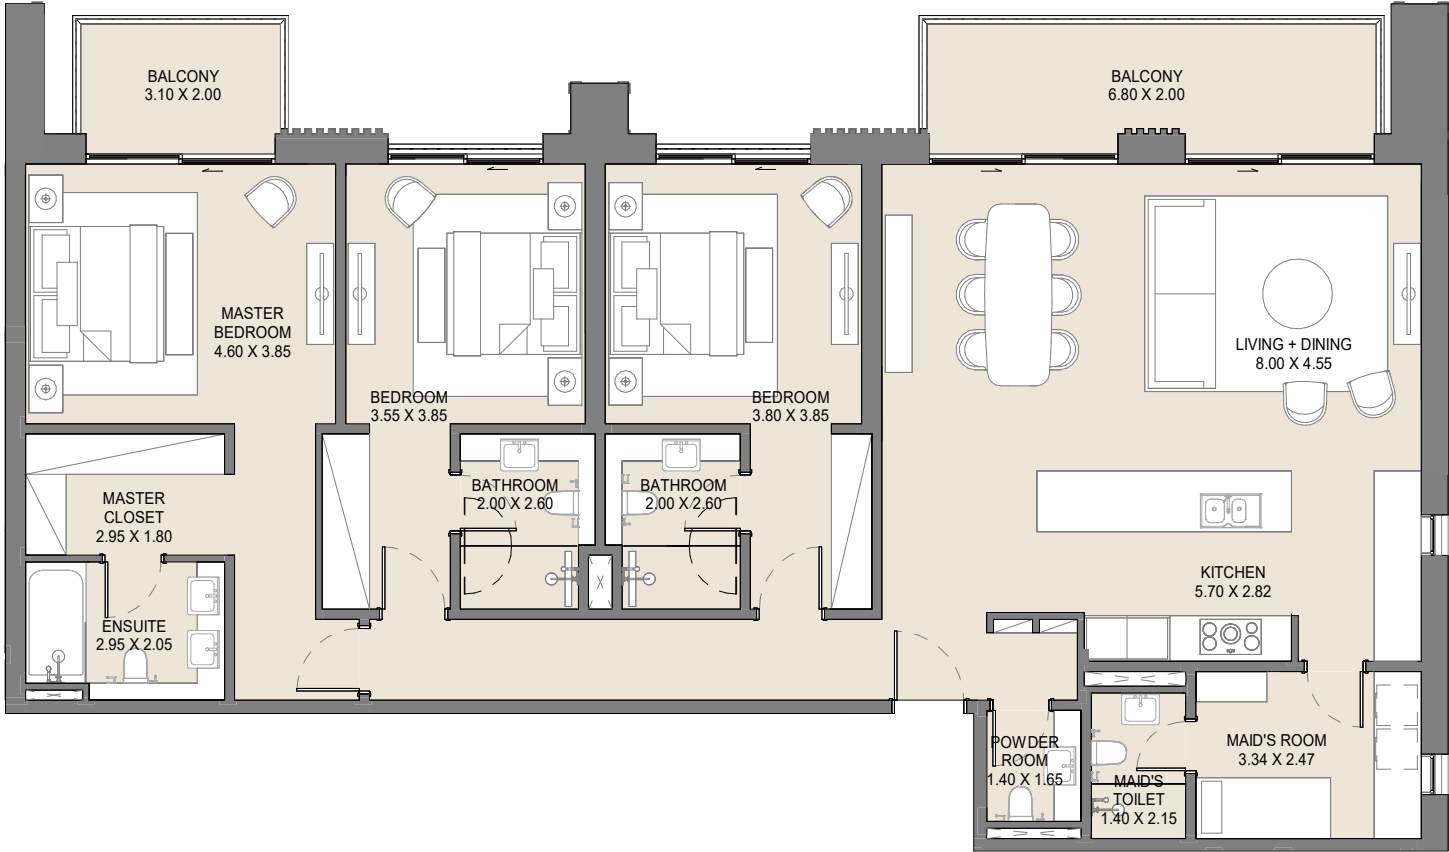 BALCONY
3.10 X 2.00
BALCONY
6.80 X 2.00
MASTER
BEDROOM
4.60 X 3.85
BEDROOM
3.55 X 3.85
BEDROOM
3.80 X 3.85
LIVING + DINING
8.00 X 4.55
MASTER
CLOSET
2.95 X 1.80
BATHROOM
2.00 X 2.60
BATHROOM
2.00 X 2.60
KITCHEN
5.70 X 2.82
ENSUITE
2.95 X 2.05
POWDER
ROOM
1.40 X 1.65
MAID'S
TOILET
1.40 X 2.15
MAID'S ROOM
3.34 X 2.47